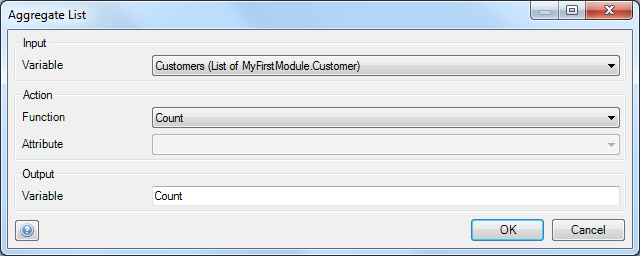 Aggregate List
Input
Variable Customers (List of MyFirstModule.Customer)
Action
Function Count
Attribute
Output
Variable Count
? OK Cancel